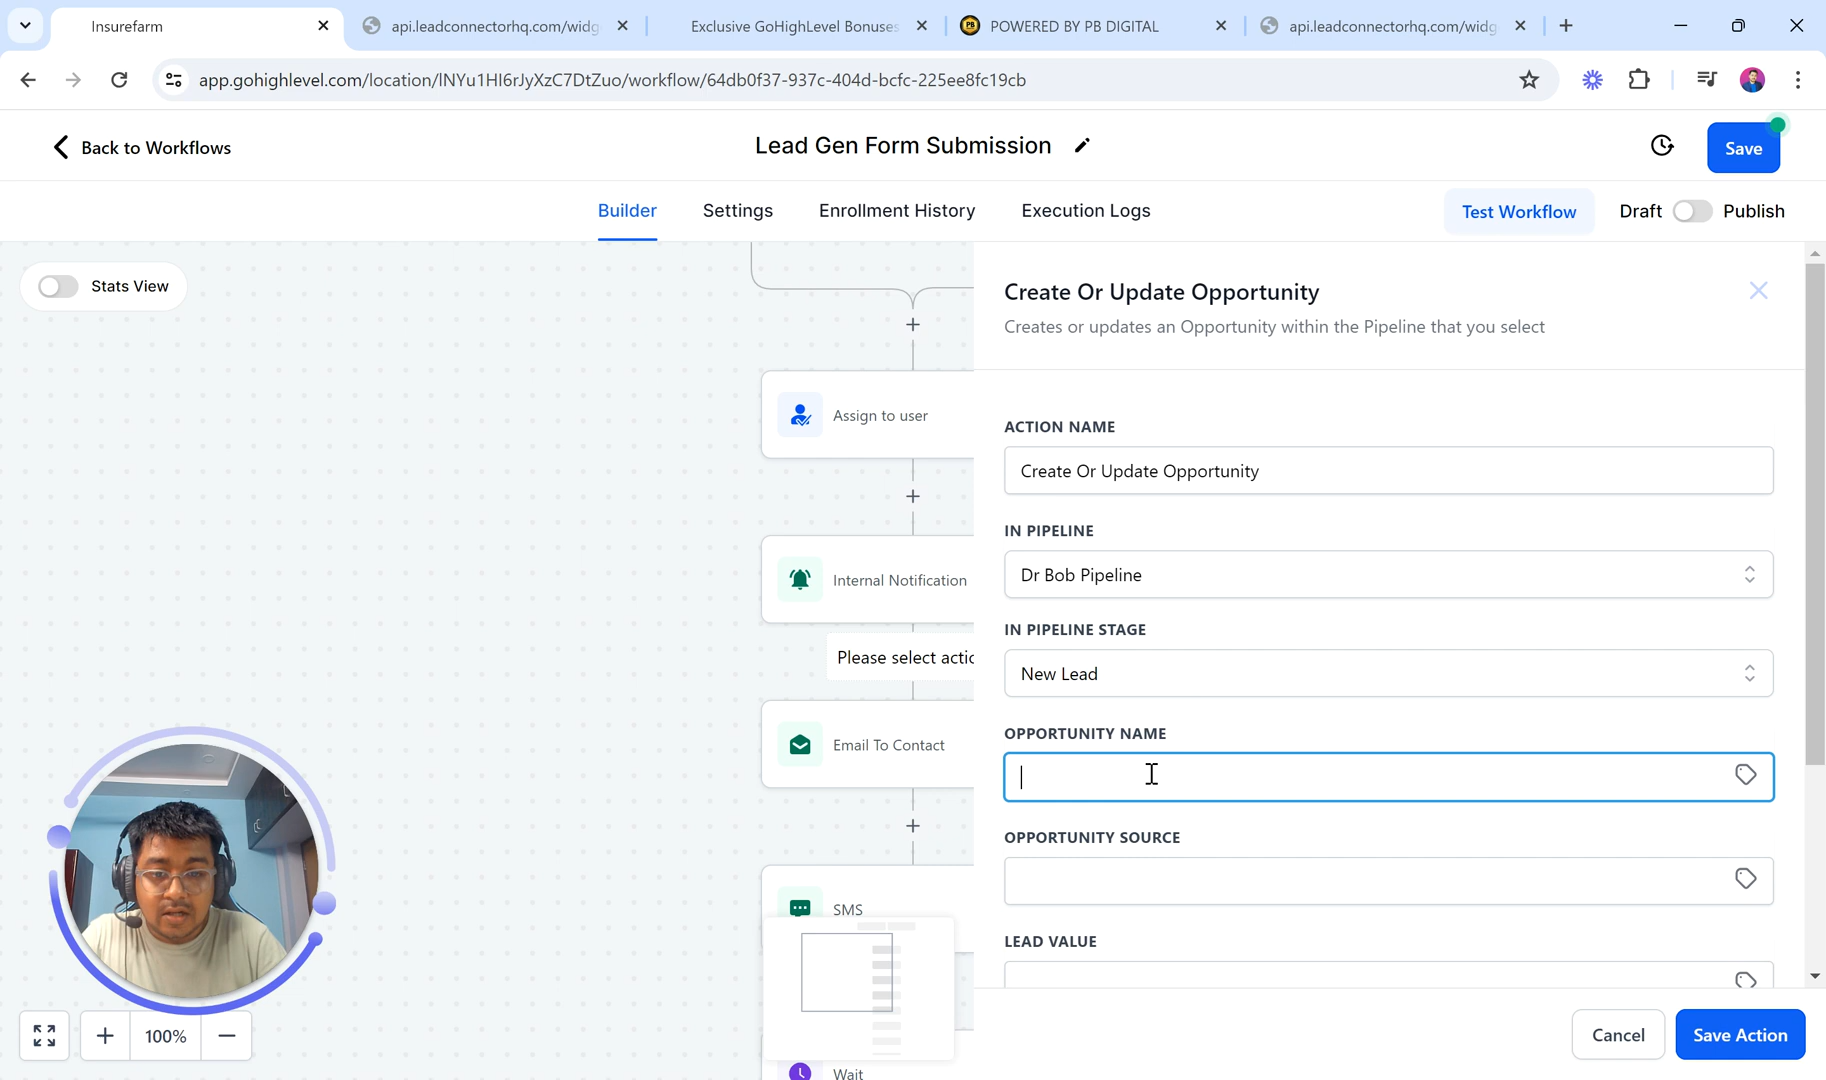 Insurefarm
api.leadconnectorhq.com/widg
Exclusive GoHighLevel Bonuses
POWERED BY PB DIGITAL
api.leadconnectorhq.com/widg
app.gohighlevel.com/location/lNYu1HI6rJyXzC7DtZuo/workflow/64db0f37-937c-404d-bcfc-225ee8fc19cb
Back to Workflows
Lead Gen Form Submission
Save
Builder
Settings
Enrollment History
Execution Logs
Test Workflow
Draft
Publish
Stats View
Assign to user
Internal Notification
Please select actio
Email To Contact
SMS
Wait
100%
Create Or Update Opportunity
Creates or updates an Opportunity within the Pipeline that you select
ACTION NAME
Create Or Update Opportunity
IN PIPELINE
Dr Bob Pipeline
IN PIPELINE STAGE
New Lead
OPPORTUNITY NAME
OPPORTUNITY SOURCE
LEAD VALUE
Cancel
Save Action